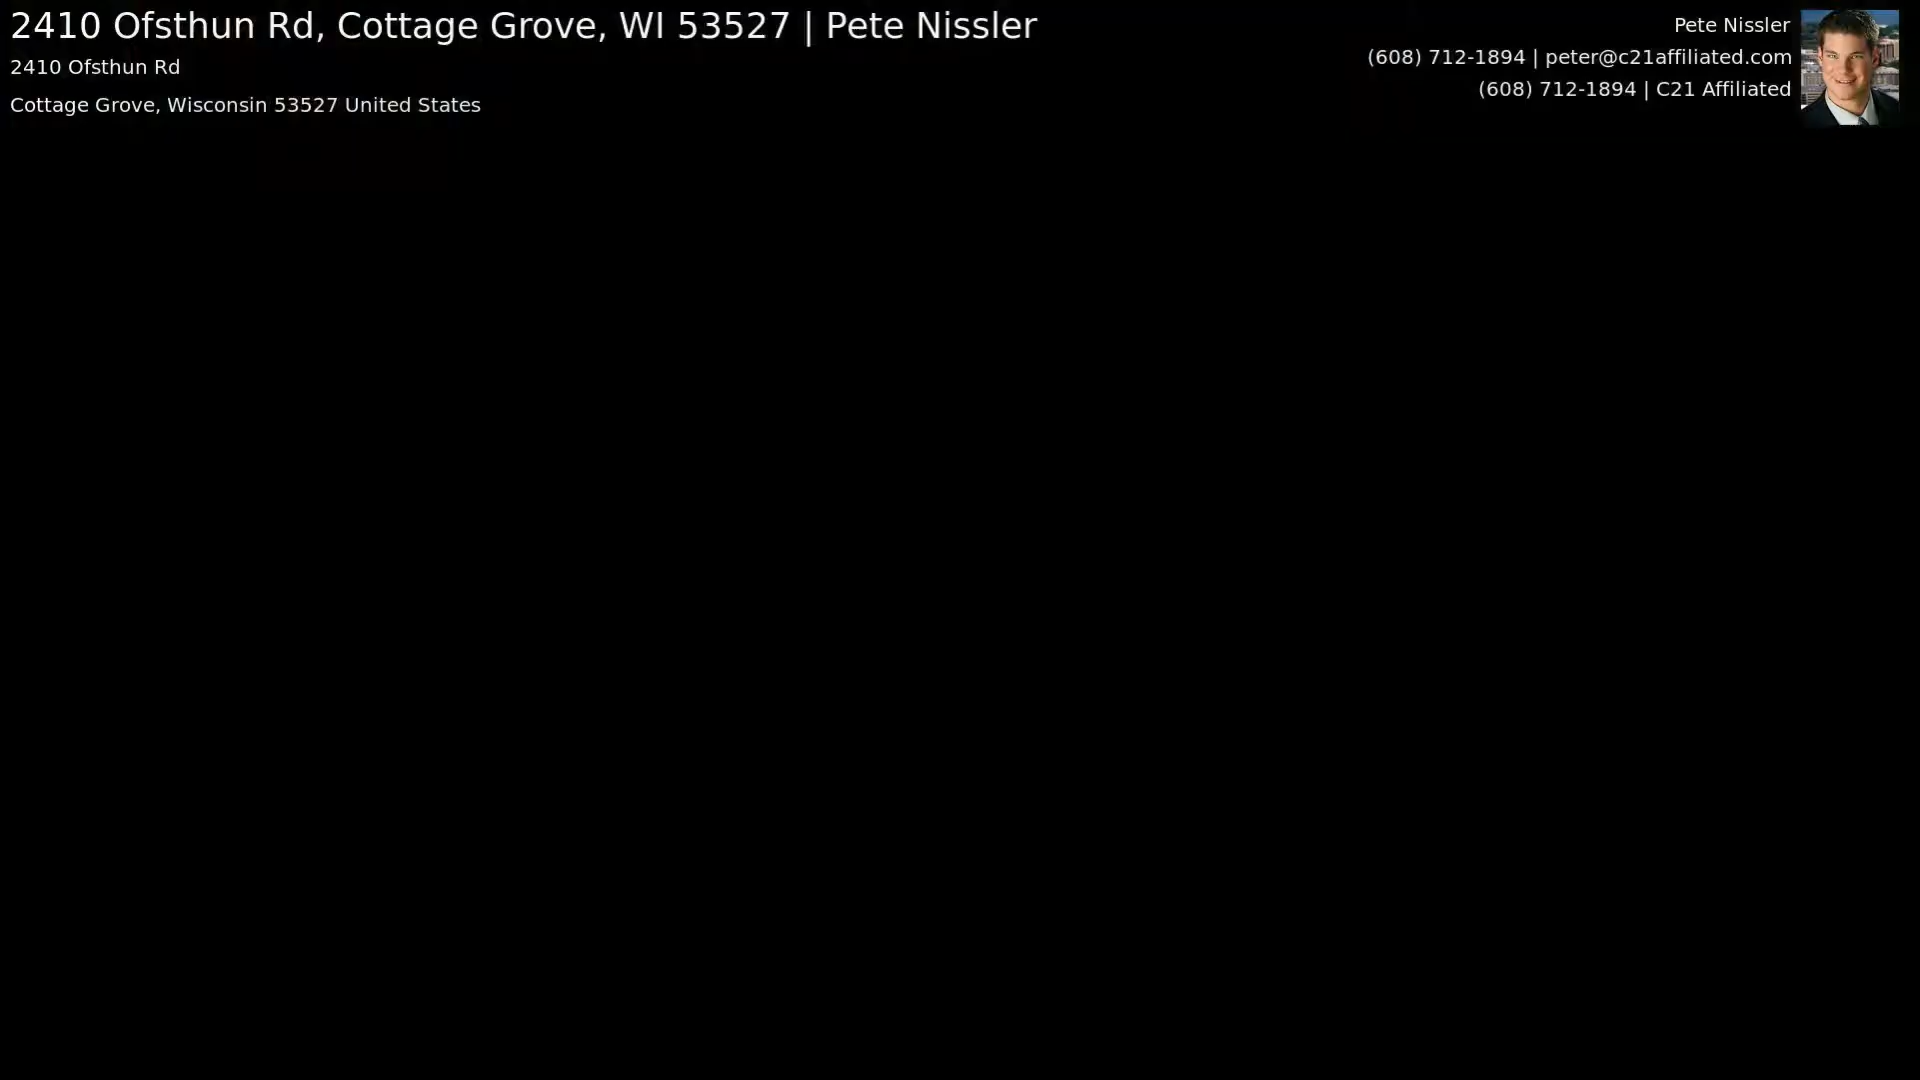 2410 Ofsthun Rd, Cottage Grove, WI 53527 | Pete Nissler
2410 Ofsthun Rd
Cottage Grove, Wisconsin 53527 United States
Pete Nissler
(608) 712-1894 | peter@c21affiliated.com
(608) 712-1894 | C21 Affiliated